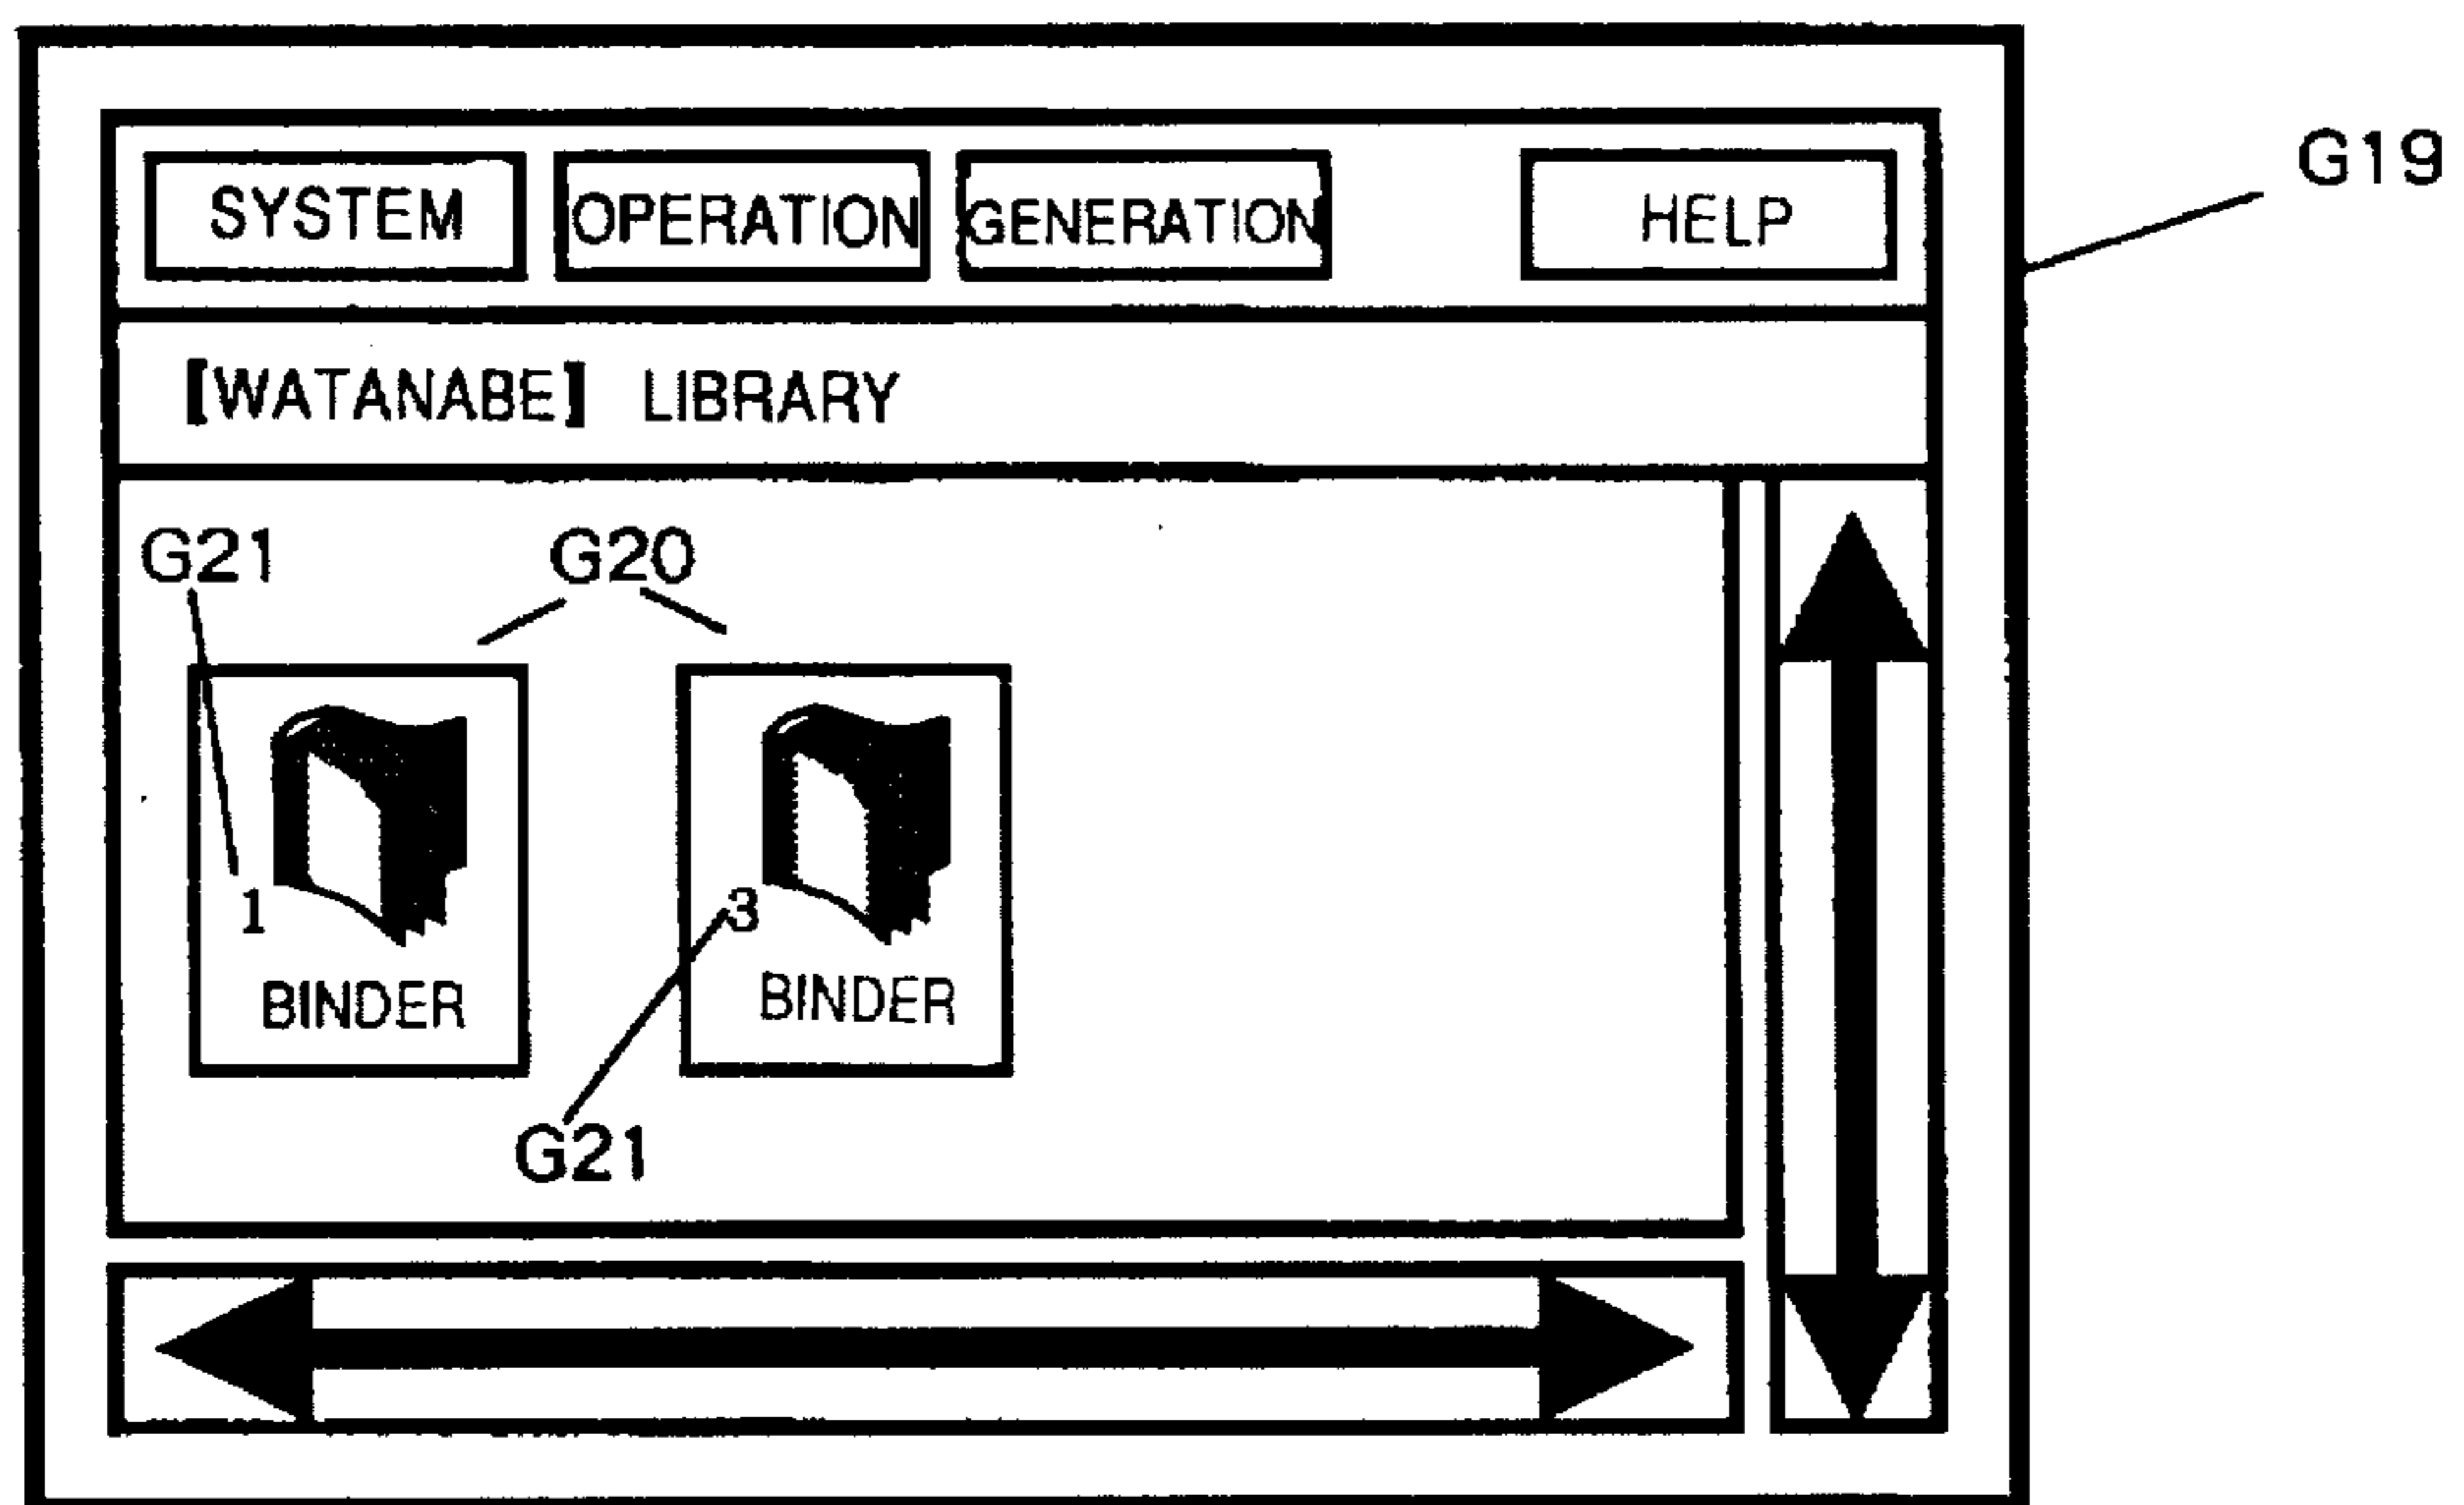 G19
SYSTEM OPERATION GENERATION HELP
[WATANABE] LIBRARY
G21 G20
1 3
BINDER BINDER
G21